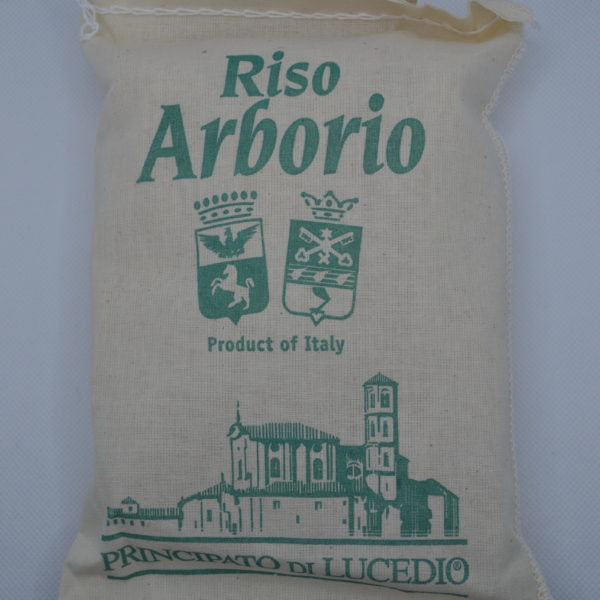 Riso
Arborio
Product of Italy
PRINCIPATO DI LUCEDIO